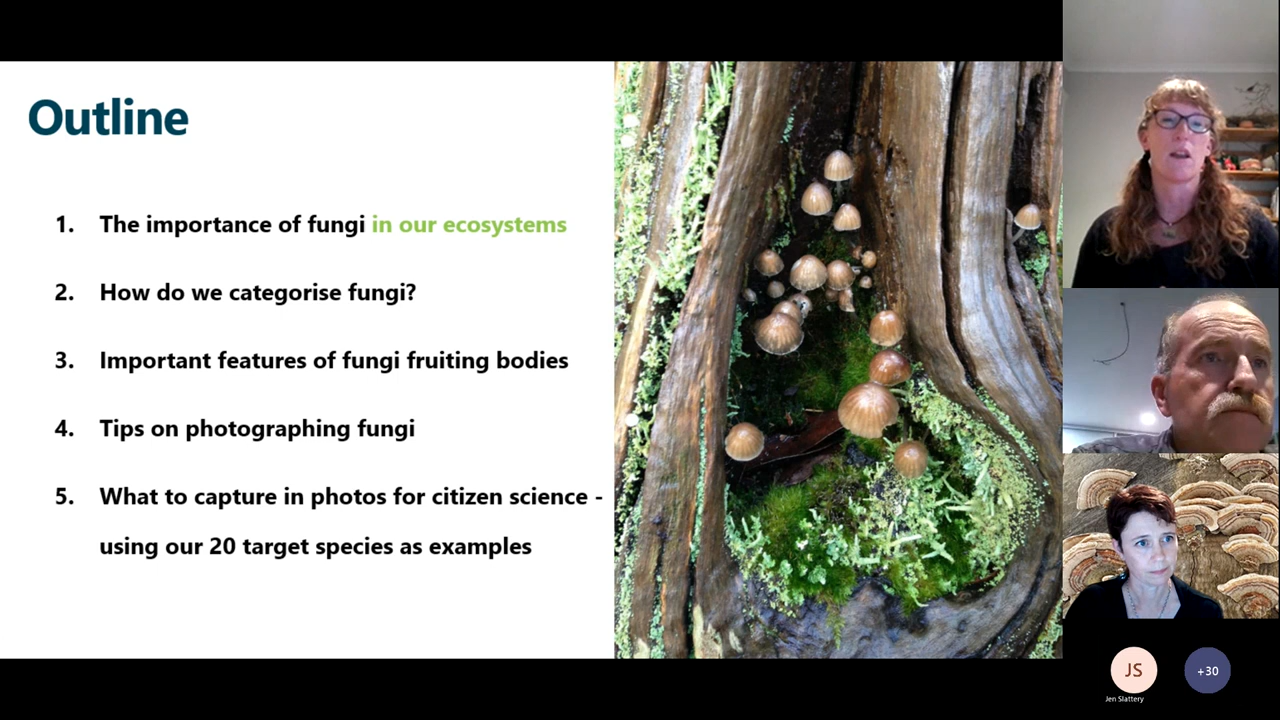 Outline
1. The importance of fungi in our ecosystems
2. How do we categorise fungi?
3. Important features of fungi fruiting bodies
4. Tips on photographing fungi
5. What to capture in photos for citizen science -
using our 20 target species as examples
JS
+30
Jen Slattery